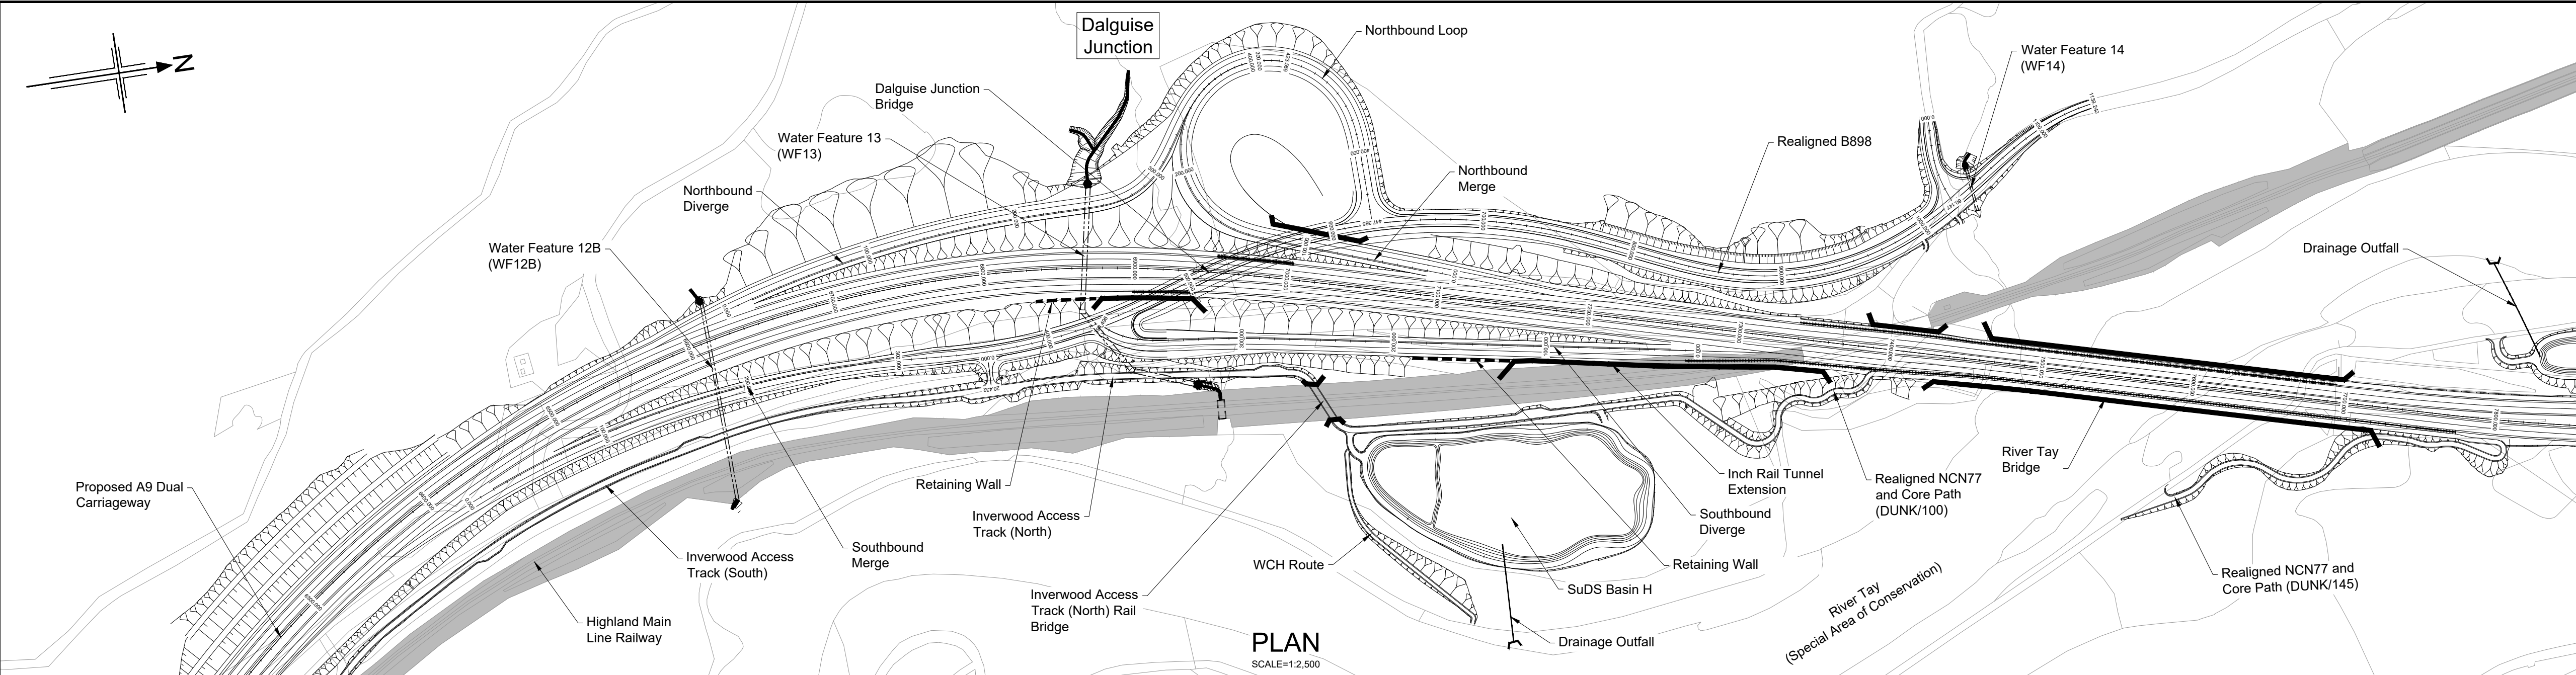 Dalguise
Junction
Northbound Loop
N
Water Feature 14
(WF14)
Dalguise Junction
Bridge
Water Feature 13
(WF13)
Realigned B898
Northbound
Merge
Northbound
Diverge
Water Feature 12B
(WF12B)
Drainage Outfall
Proposed A9 Dual
Carriageway
Retaining Wall
Inverwood Access
Track (North)
Inch Rail Tunnel
Extension
Realigned NCN77
and Core Path
(DUNK/100)
River Tay
Bridge
Southbound
Diverge
Inverwood Access
Track (South)
Southbound
Merge
WCH Route
Retaining Wall
SuDS Basin H
Realigned NCN77 and
Core Path (DUNK/145)
Inverwood Access
Track (North) Rail
Bridge
River Tay
(Special Area of Conservation)
Highland Main
Line Railway
Drainage Outfall
PLAN
SCALE=1:2,500